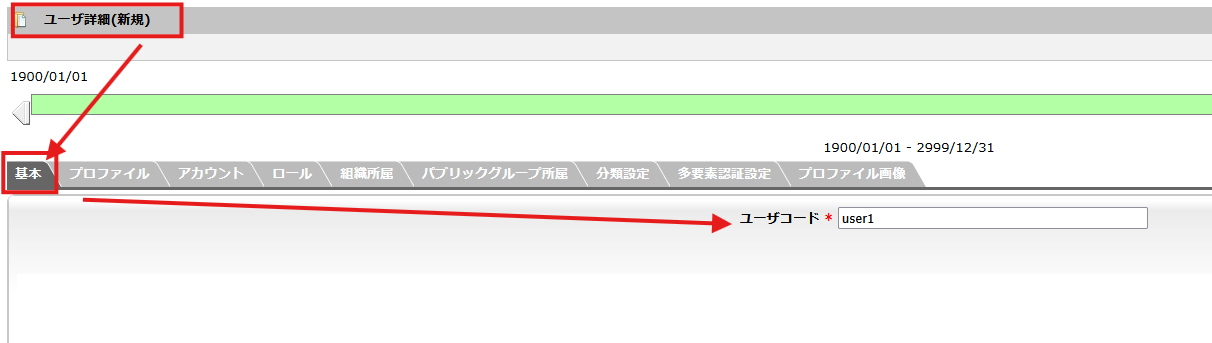 ユーザ詳細(新規)
1900/01/01
1900/01/01 - 2999/12/31
基本 プロファイル アカウント ロール 組織所属 パブリックグループ所属 分類設定 多要素認証設定 プロファイル画像
ユーザコード * user1